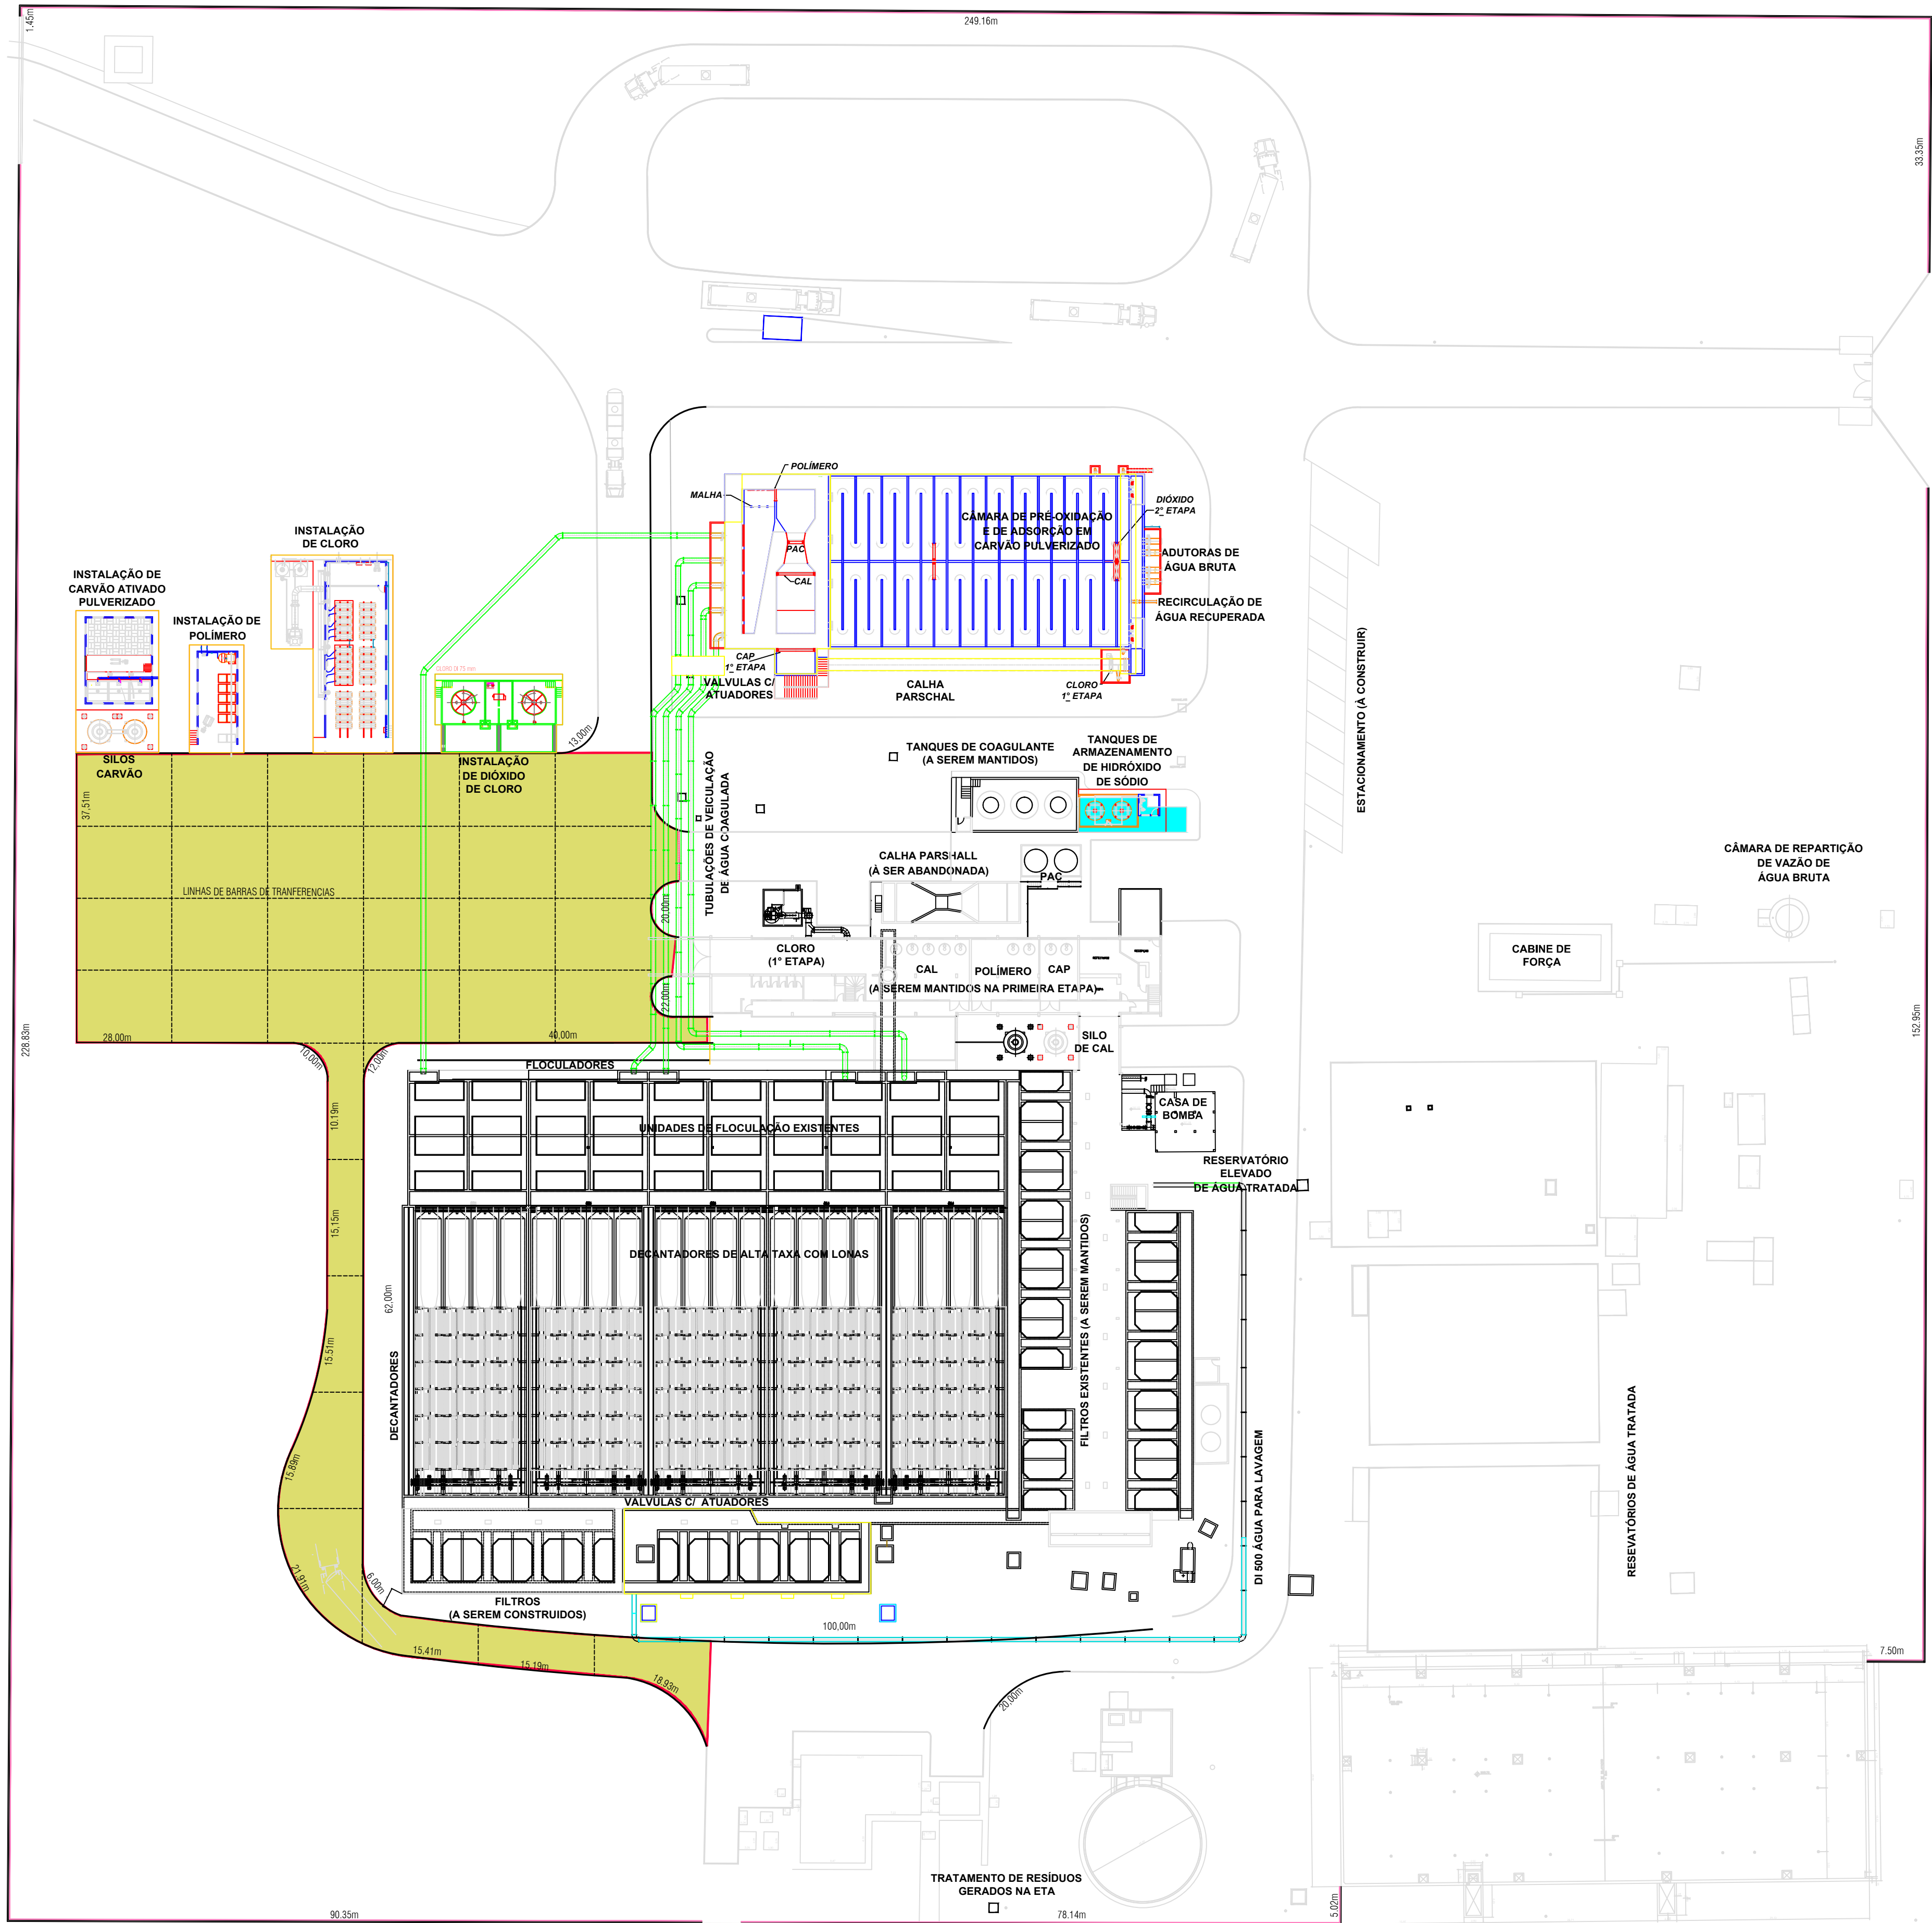 1.45m
249.16m
33.35m
POLÍMERO
MALHA
DIÓXIDO
2° ETAPA
CÂMARA DE PRÉ-OXIDAÇÃO
E DE ADSORÇÃO EM
CARVÃO PULVERIZADO
PAC
CAL
ADUTORAS DE
ÁGUA BRUTA
RECIRCULAÇÃO DE
ÁGUA RECUPERADA
CAP
1° ETAPA
VALVULAS C/
ATUADORES
CALHA
PARSCHAL
CLORO
1° ETAPA
INSTALAÇÃO
DE CLORO
INSTALAÇÃO DE
CARVÃO ATIVADO
PULVERIZADO
INSTALAÇÃO DE
POLÍMERO
CLORO DI 75 mm
SILOS
CARVÃO
INSTALAÇÃO
DE DIÓXIDO
DE CLORO
13,00m
37,51m
LINHAS DE BARRAS DE TRANFERENCIAS
TUBULAÇÕES DE VEICULAÇÃO
DE ÁGUA COAGULADA
TANQUES DE COAGULANTE
(A SEREM MANTIDOS)
TANQUES DE
ARMAZENAMENTO
DE HIDRÓXIDO
DE SÓDIO
ESTACIONAMENTO (À CONSTRUIR)
CALHA PARSHALL
(À SER ABANDONADA)
PAC
CÂMARA DE REPARTIÇÃO
DE VAZÃO DE
ÁGUA BRUTA
20,00m
CLORO
(1° ETAPA)
CAL
POLÍMERO
CAP
(A SEREM MANTIDOS NA PRIMEIRA ETAPA)
CABINE DE
FORÇA
22,00m
228.83m
152.95m
28,00m
40,00m
10,00m
12,00m
SILO
DE CAL
FLOCULADORES
UNIDADES DE FLOCULAÇÃO EXISTENTES
CASA DE
BOMBA
10.19m
15,15m
15.51m
15.89m
21.91m
62,00m
RESERVATÓRIO
ELEVADO
DE ÁGUA TRATADA
DECANTADORES DE ALTA TAXA COM LONAS
DECANTADORES
FILTROS EXISTENTES (A SEREM MANTIDOS)
DI 500 ÁGUA PARA LAVAGEM
RESEVATÓRIOS DE ÁGUA TRATADA
VALVULAS C/ ATUADORES
6,00m
FILTROS
(A SEREM CONSTRUIDOS)
100,00m
15,41m
15,19m
18.93m
20,00m
7.50m
TRATAMENTO DE RESÍDUOS
GERADOS NA ETA
90.35m
78.14m
5.02m